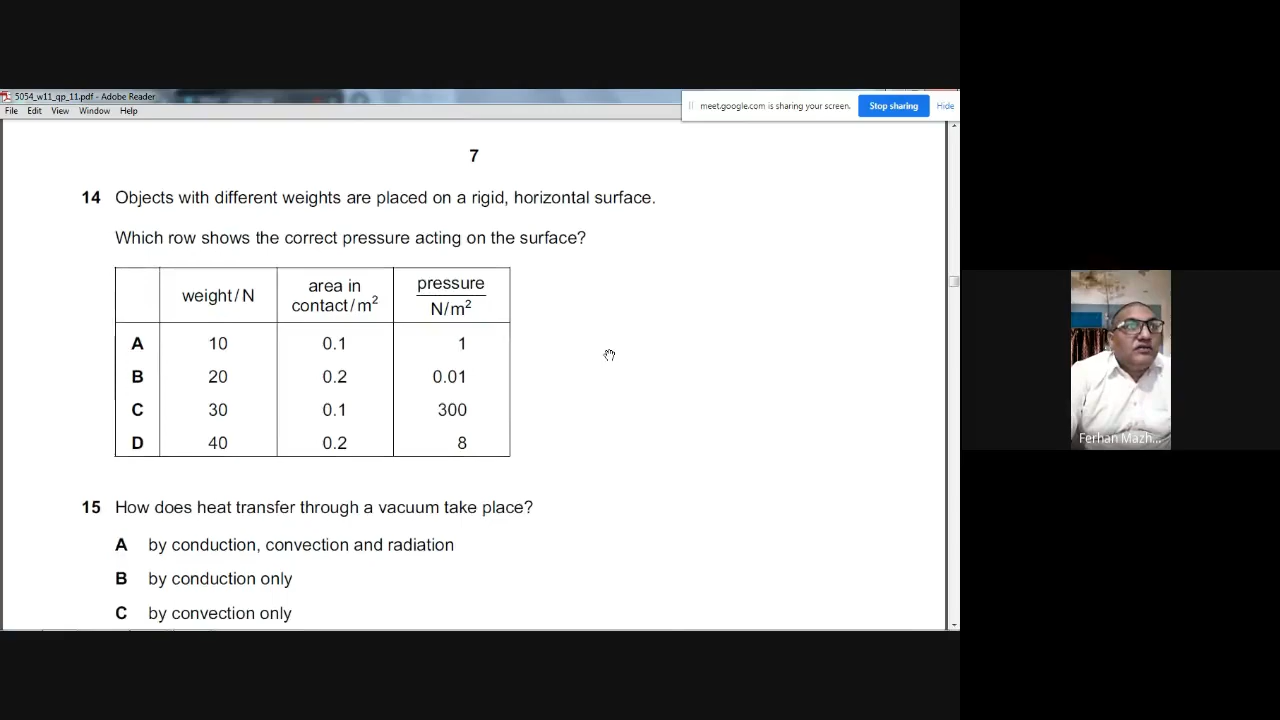 5054_w11_qp_11.pdf - Adobe Reader
File Edit View Window Help
meet.google.com is sharing your screen. Stop sharing Hide
7
14 Objects with different weights are placed on a rigid, horizontal surface.
Which row shows the correct pressure acting on the surface?
weight/N area in contact/m² pressure N/m²
A 10 0.1 1
B 20 0.2 0.01
C 30 0.1 300
D 40 0.2 8
15 How does heat transfer through a vacuum take place?
A by conduction, convection and radiation
B by conduction only
C by convection only
Ferhan Mazh...